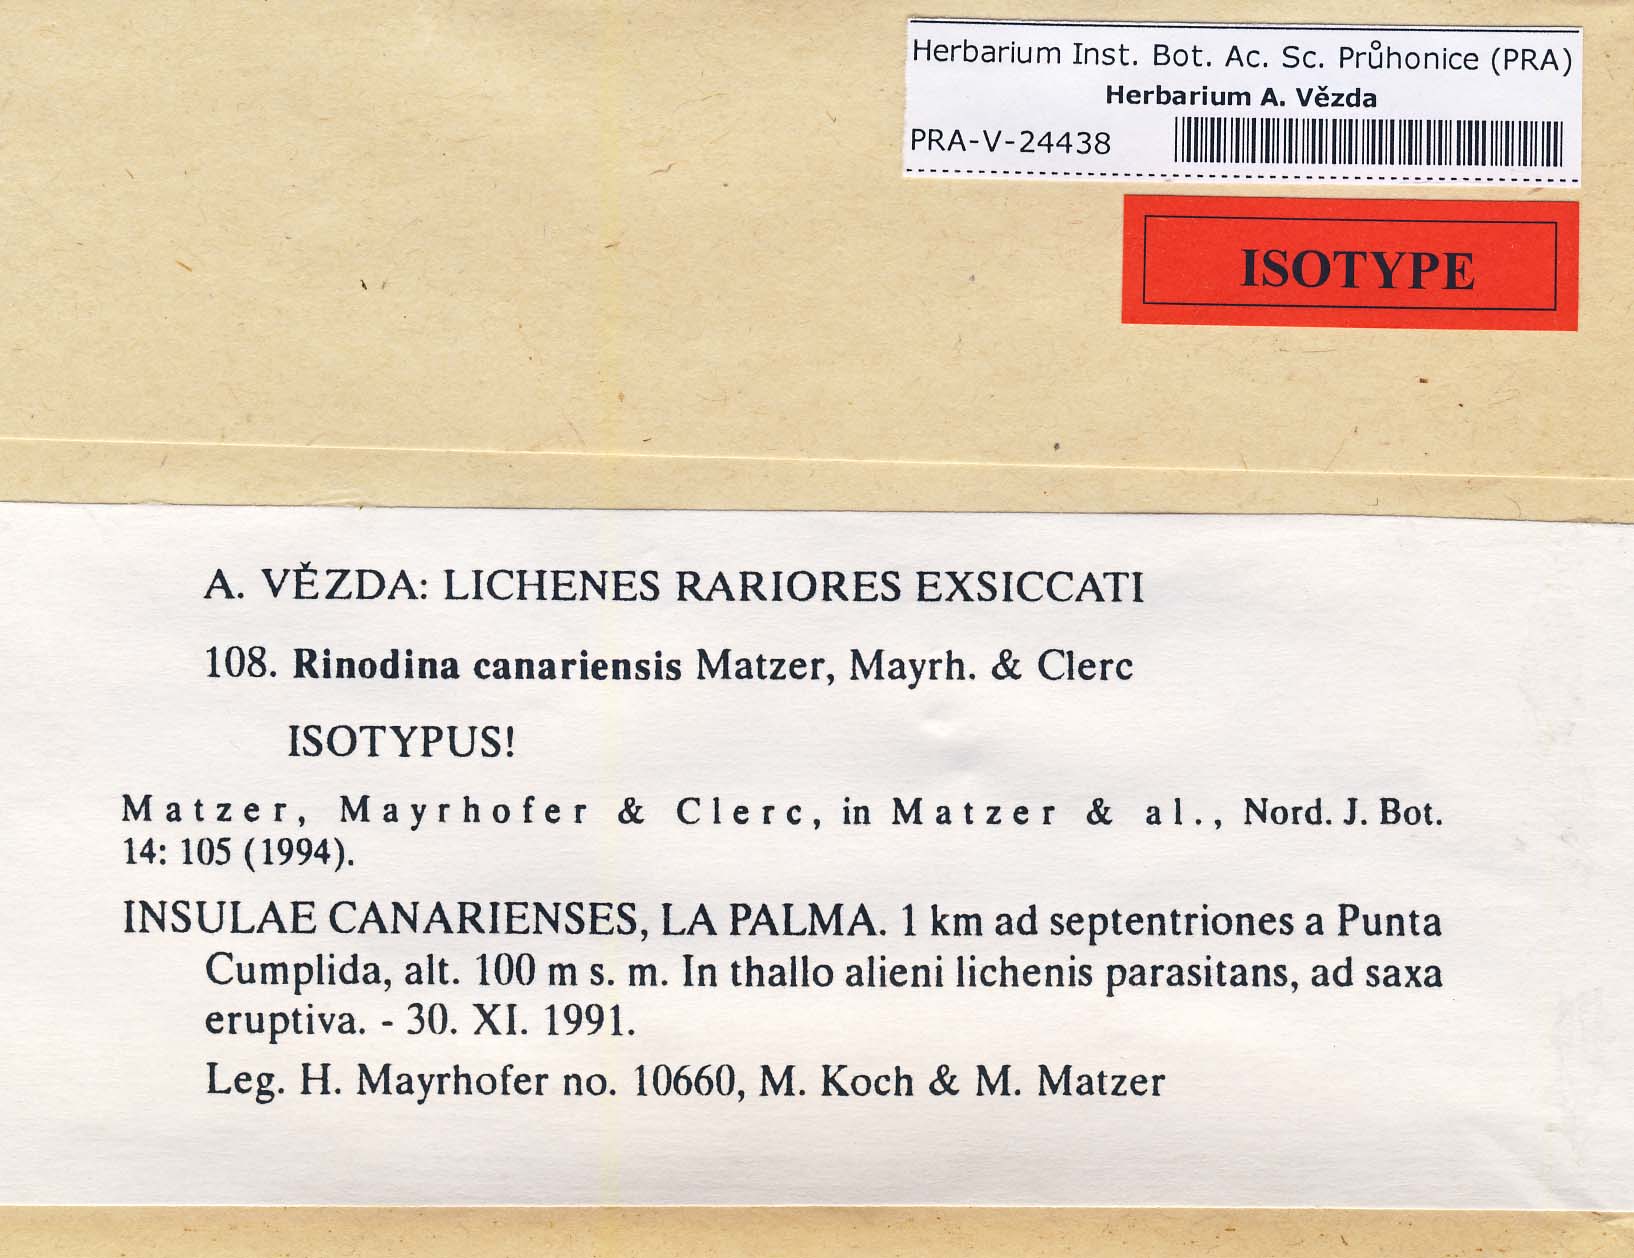 Herbarium Inst. Bot. Ac. Sc. Průhonice (PRA)
Herbarium A. Vězda
PRA-V-24438
ISOTYPE
A. VĚZDA: LICHENES RARIORES EXSICCATI
108. Rinodina canariensis Matzer, Mayrh. & Clerc
ISOTYPUS!
Matzer, Mayrhofer & Clerc, in Matzer & al., Nord. J. Bot.
14: 105 (1994).
INSULAE CANARIENSES, LA PALMA. 1 km ad septentriones a Punta
Cumplida, alt. 100 m s. m. In thallo alieni lichenis parasitans, ad saxa
eruptiva. - 30. XI. 1991.
Leg. H. Mayrhofer no. 10660, M. Koch & M. Matzer